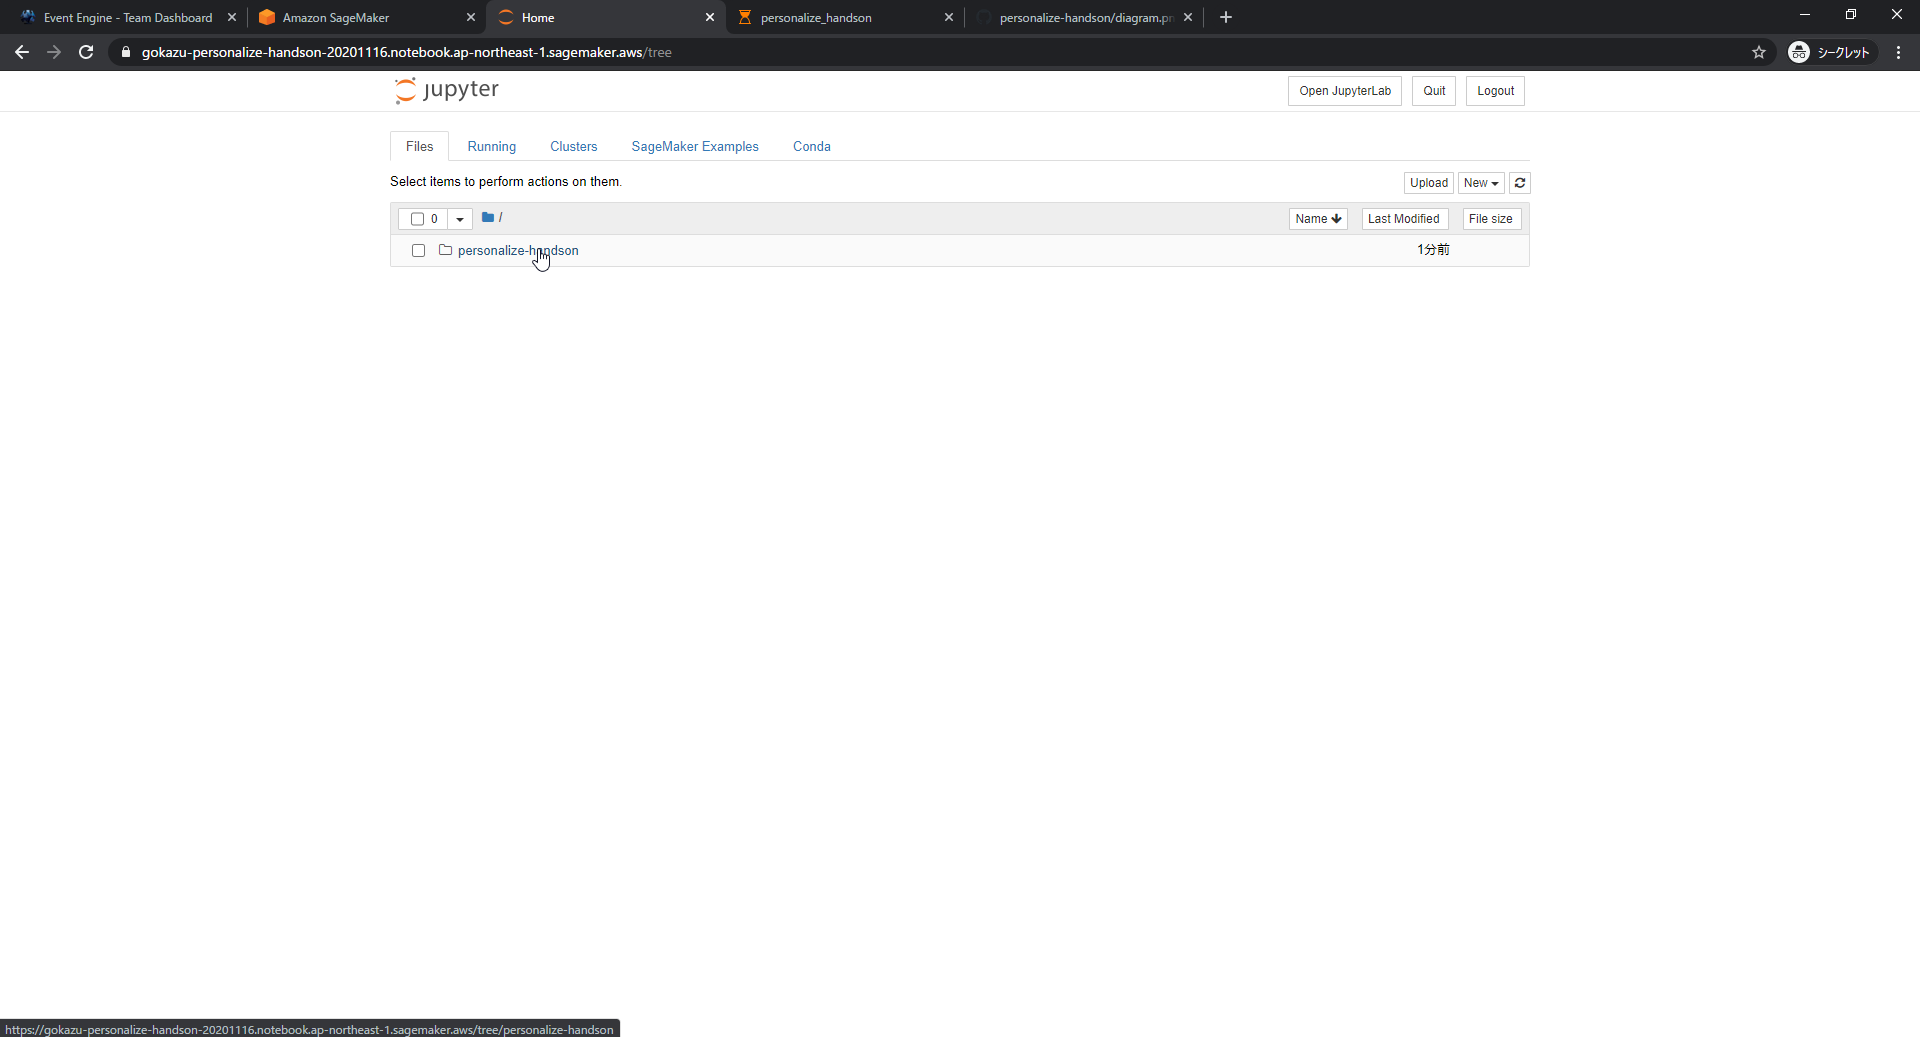 Event Engine - Team Dashboard
Amazon SageMaker
Home
personalize_handson
personalize-handson/diagram.pn
gokazu-personalize-handson-20201116.notebook.ap-northeast-1.sagemaker.aws/tree
シークレット
jupyter
Open JupyterLab
Quit
Logout
Files
Running
Clusters
SageMaker Examples
Conda
Select items to perform actions on them.
Upload
New
0
/
Name
Last Modified
File size
personalize-handson
1分前
https://gokazu-personalize-handson-20201116.notebook.ap-northeast-1.sagemaker.aws/tree/personalize-handson